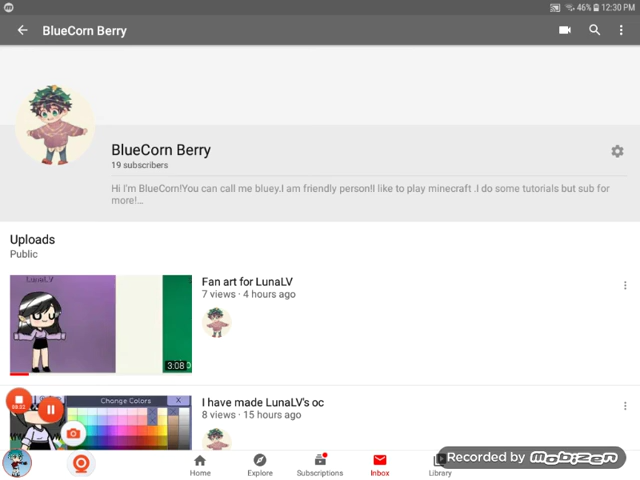 46% 12:30 PM
BlueCorn Berry
BlueCorn Berry
19 subscribers
Hi I'm BlueCorn!You can call me bluey.I am friendly person!I like to play minecraft .I do some tutorials but sub for
more!...
Uploads
Public
LunaLV
Fan art for LunaLV
7 views · 4 hours ago
3:08
Change Colors
X
I have made LunaLV's oc
8 views · 15 hours ago
Home
Explore
Subscriptions
Inbox
Library
Recorded by mobizen